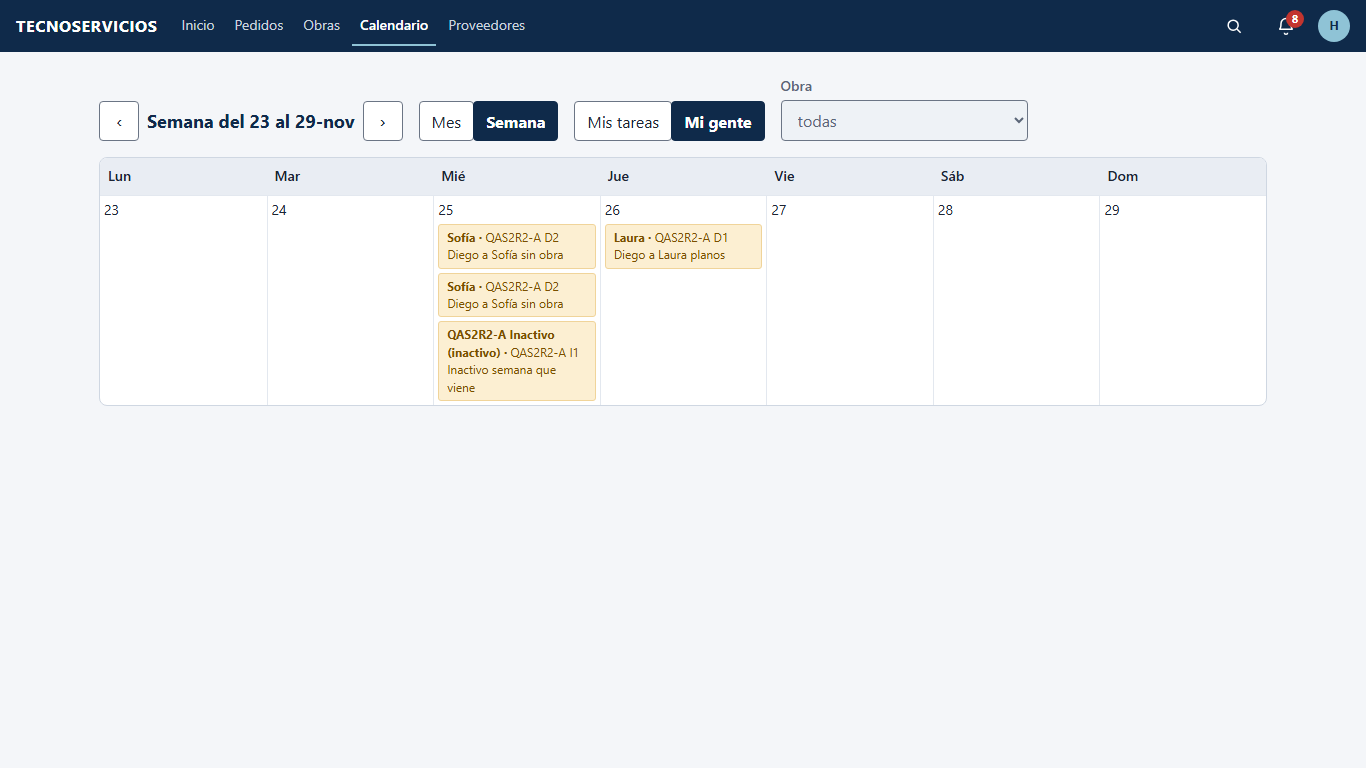 TECNOSERVICIOS Inicio Pedidos Obras Calendario Proveedores 8 H
Obra
‹ Semana del 23 al 29-nov › Mes Semana Mis tareas Mi gente todas
Lun Mar Mié Jue Vie Sáb Dom
23 24 25 26 27 28 29
Sofía · QAS2R2-A D2
Diego a Sofía sin obra
Sofía · QAS2R2-A D2
Diego a Sofía sin obra
QAS2R2-A Inactivo
(inactivo) · QAS2R2-A I1
Inactivo semana que
viene
Laura · QAS2R2-A D1
Diego a Laura planos